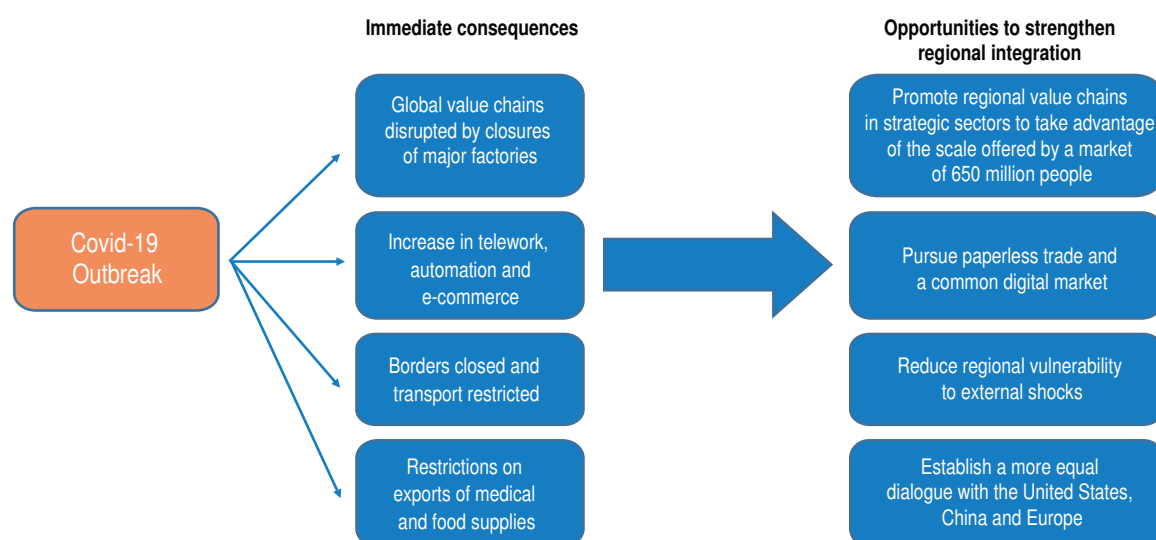 Immediate consequences
Opportunities to strengthen
regional integration
Covid-19
Outbreak
Global value chains
disrupted by closures
of major factories
Increase in telework,
automation and
e-commerce
Borders closed and
transport restricted
Restrictions on
exports of medical
and food supplies
Promote regional value chains
in strategic sectors to take advantage
of the scale offered by a market
of 650 million people
Pursue paperless trade and
a common digital market
Reduce regional vulnerability
to external shocks
Establish a more equal
dialogue with the United States,
China and Europe